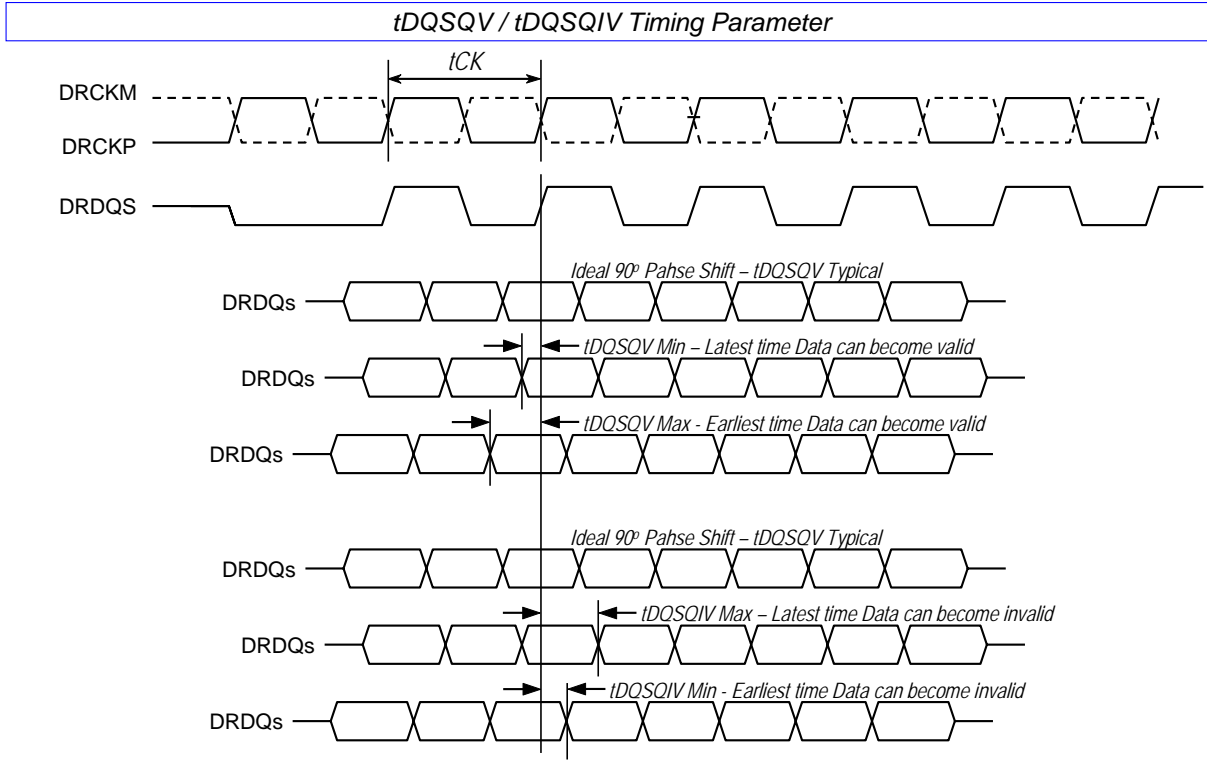 tDQSQV / tDQSQIV Timing Parameter
tCK
DRCKM
DRCKP
DRDQS
Ideal 90º Pahse Shift – tDQSQV Typical
DRDQs
tDQSQV Min – Latest time Data can become valid
DRDQs
tDQSQV Max - Earliest time Data can become valid
DRDQs
Ideal 90º Pahse Shift – tDQSQV Typical
DRDQs
tDQSQIV Max – Latest time Data can become invalid
DRDQs
tDQSQIV Min - Earliest time Data can become invalid
DRDQs